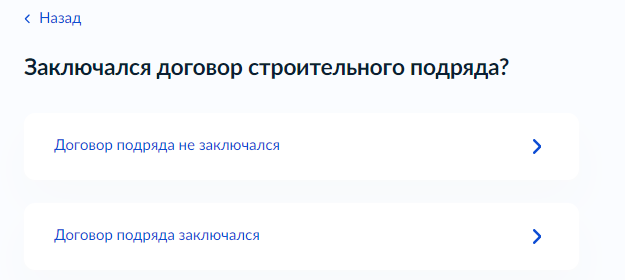 Назад
Заключался договор строительного подряда?
Договор подряда не заключался
Договор подряда заключался